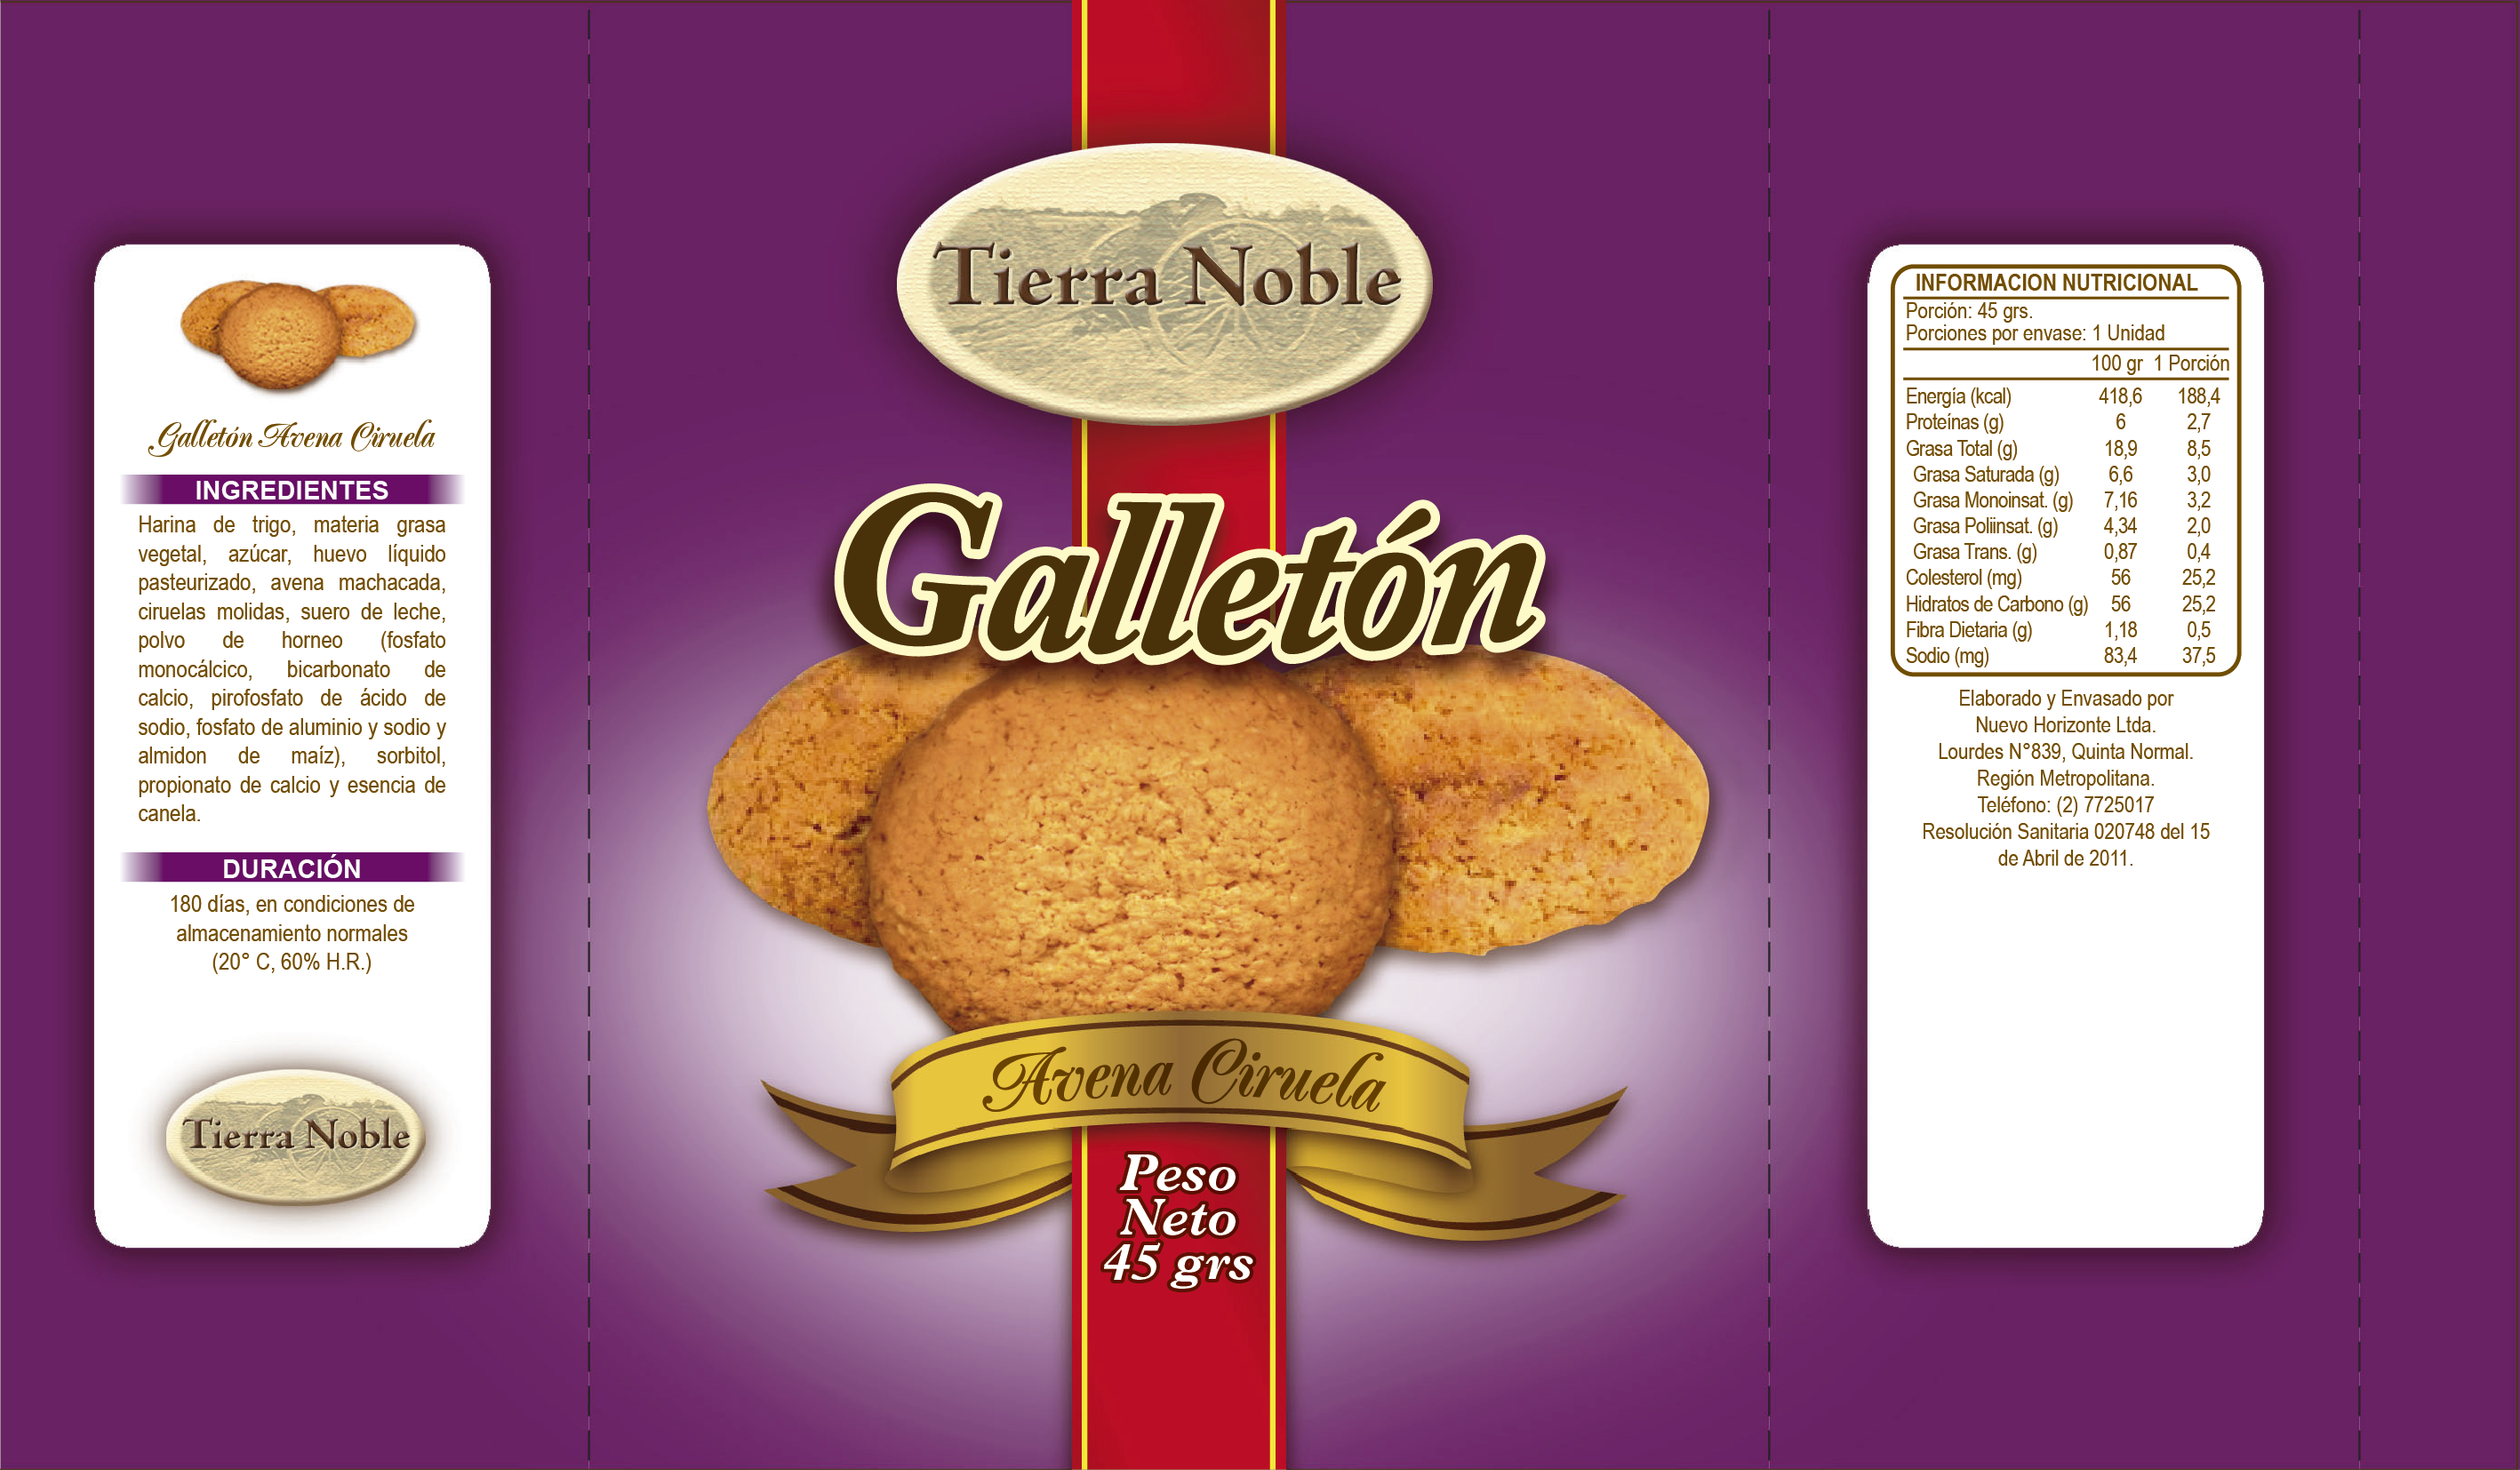 Galletón Avena Ciruela
INGREDIENTES
Harina de trigo, materia grasa
vegetal, azúcar, huevo líquido
pasteurizado, avena machacada,
ciruelas molidas, suero de leche,
polvo de horneo (fosfato
monocálcico, bicarbonato de
calcio, pirofosfato de ácido de
sodio, fosfato de aluminio y sodio y
almidon de maíz), sorbitol,
propionato de calcio y esencia de
canela.
DURACIÓN
180 días, en condiciones de
almacenamiento normales
(20° C, 60% H.R.)
Tierra Noble
Tierra Noble
Galletón
Avena Ciruela
Peso
Neto
45 grs
INFORMACION NUTRICIONAL
Porción: 45 grs.
Porciones por envase: 1 Unidad
100 gr 1 Porción
Energía (kcal) 418,6 188,4
Proteínas (g) 6 2,7
Grasa Total (g) 18,9 8,5
Grasa Saturada (g) 6,6 3,0
Grasa Monoinsat. (g) 7,16 3,2
Grasa Poliinsat. (g) 4,34 2,0
Grasa Trans. (g) 0,87 0,4
Colesterol (mg) 56 25,2
Hidratos de Carbono (g) 56 25,2
Fibra Dietaria (g) 1,18 0,5
Sodio (mg) 83,4 37,5
Elaborado y Envasado por
Nuevo Horizonte Ltda.
Lourdes N°839, Quinta Normal.
Región Metropolitana.
Teléfono: (2) 7725017
Resolución Sanitaria 020748 del 15
de Abril de 2011.